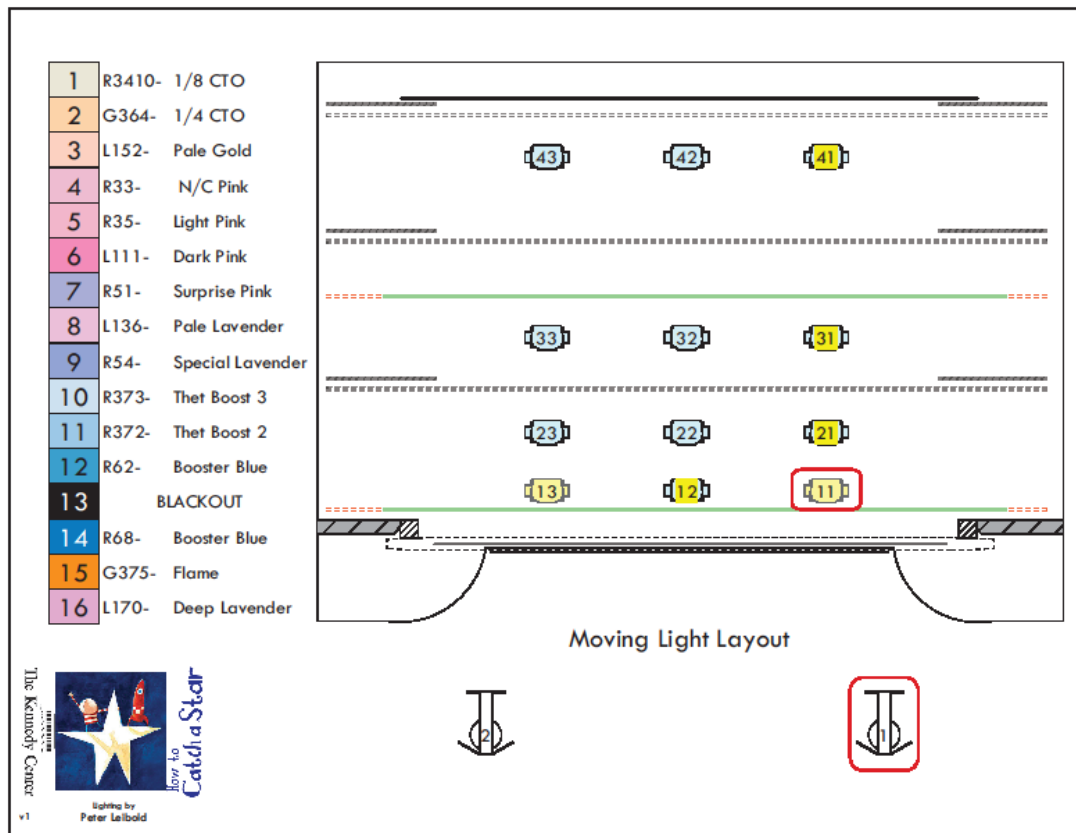 1 R3410- 1/8 CTO
2 G364- 1/4 CTO
3 L152- Pale Gold
4 R33- N/C Pink
5 R35- Light Pink
6 L111- Dark Pink
7 R51- Surprise Pink
8 L136- Pale Lavender
9 R54- Special Lavender
10 R373- Thet Boost 3
11 R372- Thet Boost 2
12 R62- Booster Blue
13 BLACKOUT
14 R68- Booster Blue
15 G375- Flame
16 L170- Deep Lavender
43 42 41
33 32 31
23 22 21
13 12 11
Moving Light Layout
2 1
The Kennedy Center
How to
Catch a Star
Lighting by
Peter Leibold
v1